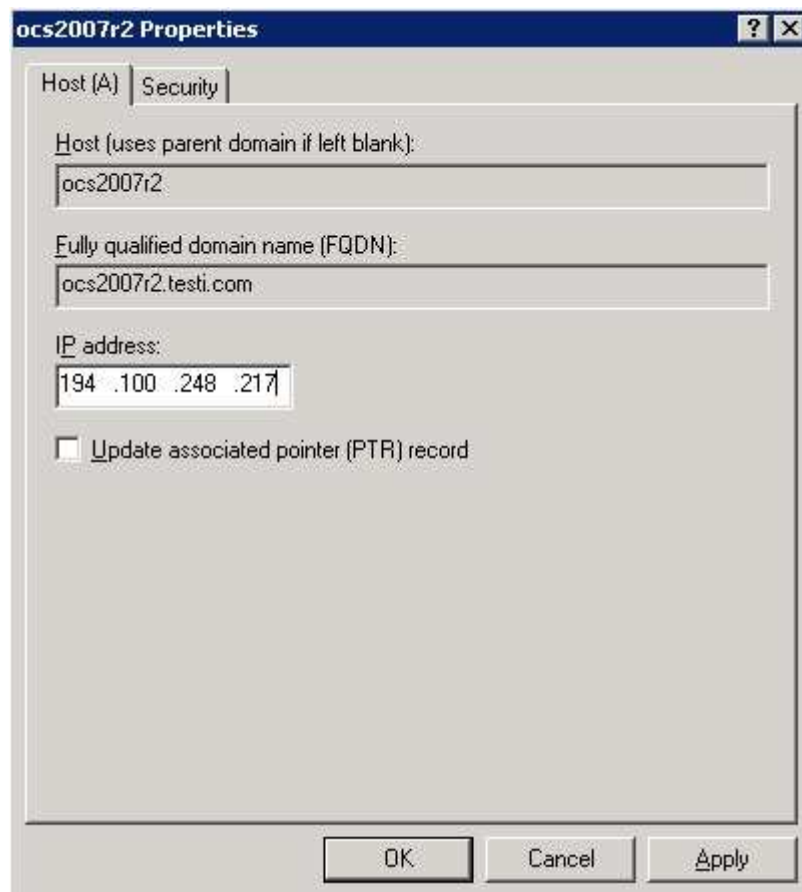 ocs2007r2 Properties
Host (A) Security
Host (uses parent domain if left blank):
ocs2007r2
Fully qualified domain name (FQDN):
ocs2007r2.testi.com
IP address:
194 .100 .248 .217
Update associated pointer (PTR) record
OK Cancel Apply